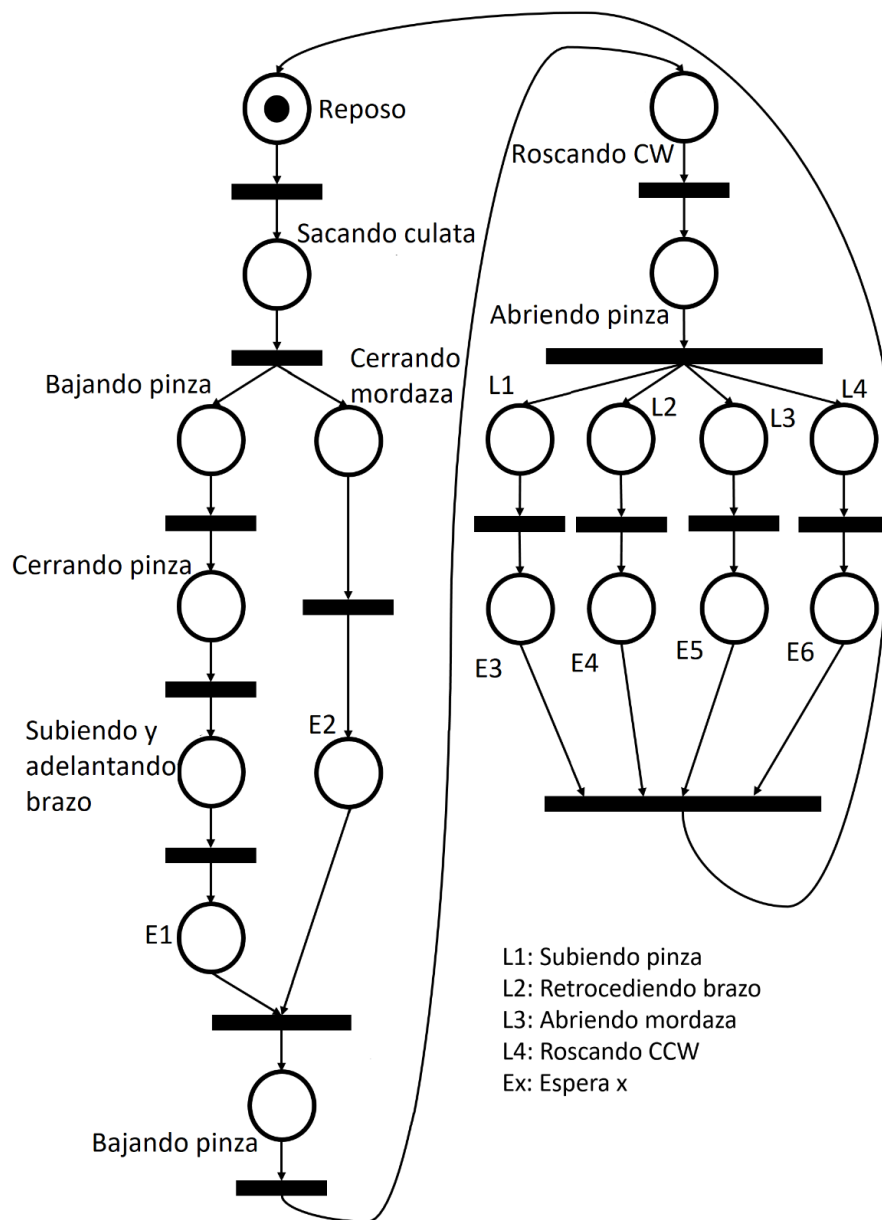 Reposo
Sacando culata
Bajando pinza
Cerrando
mordaza
Cerrando pinza
Subiendo y
adelantando
brazo
E2
E1
Bajando pinza
Roscando CW
Abriendo pinza
L1
L2
L3
L4
E3
E4
E5
E6
L1: Subiendo pinza
L2: Retrocediendo brazo
L3: Abriendo mordaza
L4: Roscando CCW
Ex: Espera x